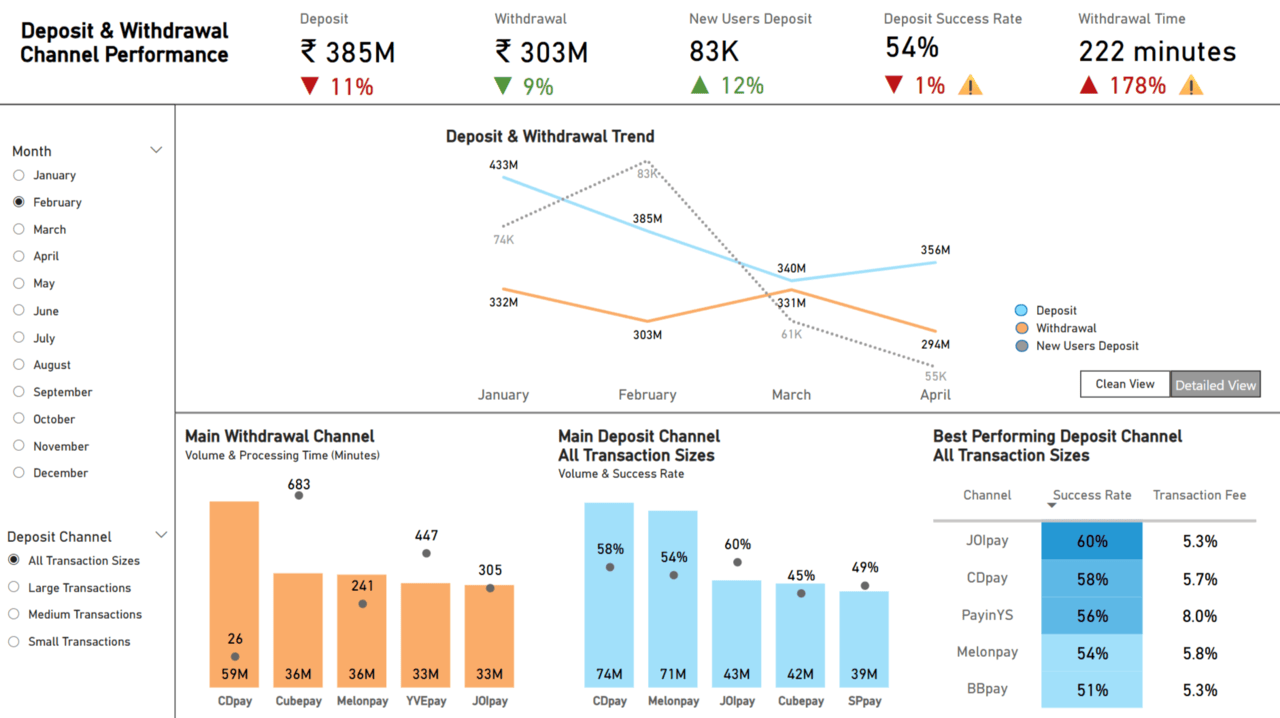 Deposit & Withdrawal
Channel Performance
Deposit
₹ 385M
▼ 11%
Withdrawal
₹ 303M
▼ 9%
New Users Deposit
83K
▲ 12%
Deposit Success Rate
54%
▼ 1%
Withdrawal Time
222 minutes
▲ 178%
Month
January
February
March
April
May
June
July
August
September
October
November
December
Deposit Channel
All Transaction Sizes
Large Transactions
Medium Transactions
Small Transactions
Deposit & Withdrawal Trend
433M
83K
385M
74K
356M
340M
332M
331M
303M
61K
294M
55K
January February March April
Deposit
Withdrawal
New Users Deposit
Clean View Detailed View
Main Withdrawal Channel
Volume & Processing Time (Minutes)
683
447
305
241
26
59M 36M 36M 33M 33M
CDpay Cubepay Melonpay YVEpay JOIpay
Main Deposit Channel
All Transaction Sizes
Volume & Success Rate
58% 54% 60% 45% 49%
74M 71M 43M 42M 39M
CDpay Melonpay JOIpay Cubepay SPpay
Best Performing Deposit Channel
All Transaction Sizes
Channel Success Rate Transaction Fee
JOIpay 60% 5.3%
CDpay 58% 5.7%
PayinYS 56% 8.0%
Melonpay 54% 5.8%
BBpay 51% 5.3%